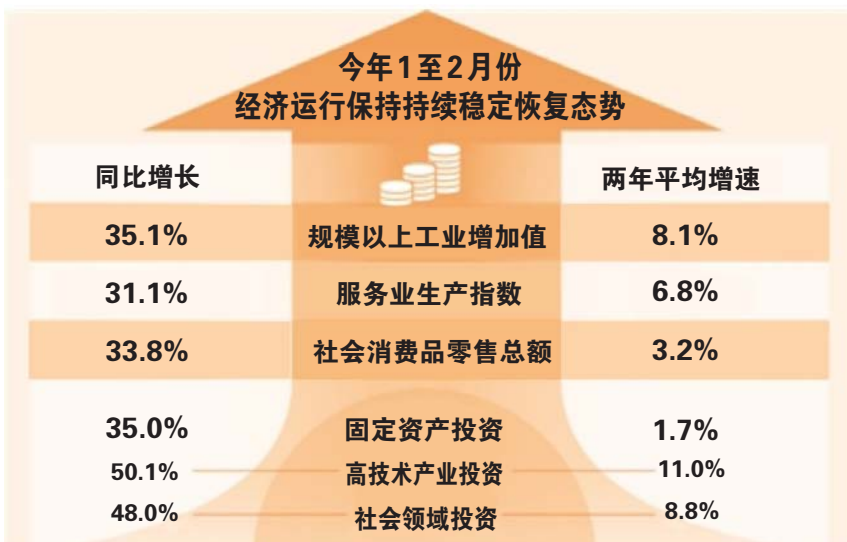 今年1至2月份
经济运行保持持续稳定恢复态势
同比增长 两年平均增速
35.1% 规模以上工业增加值 8.1%
31.1% 服务业生产指数 6.8%
33.8% 社会消费品零售总额 3.2%
35.0% 固定资产投资 1.7%
50.1% 高技术产业投资 11.0%
48.0% 社会领域投资 8.8%